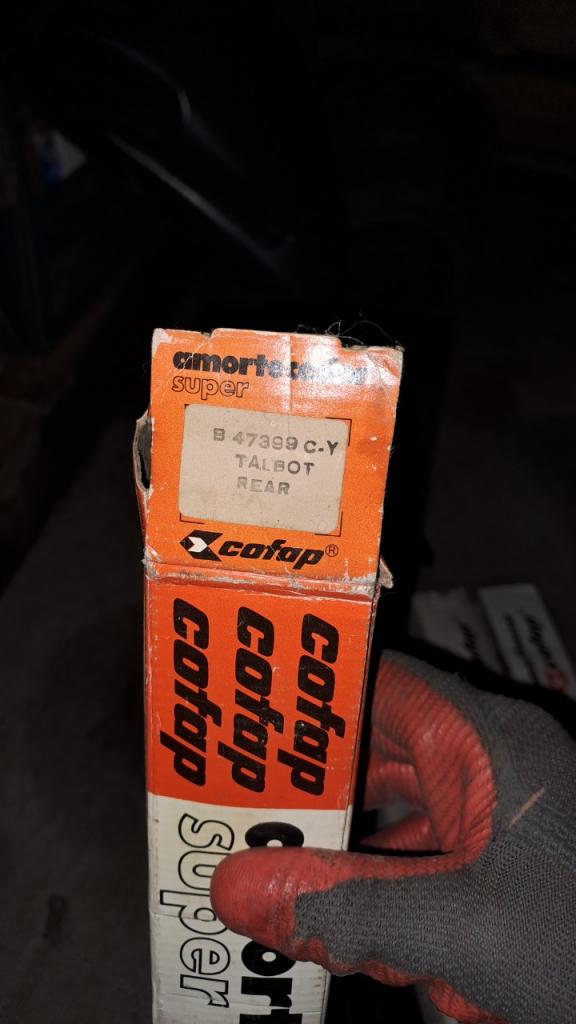 super
B 47399 C-Y
TALBOT
REAR
cofap®
cofap
cofap
cofap
super